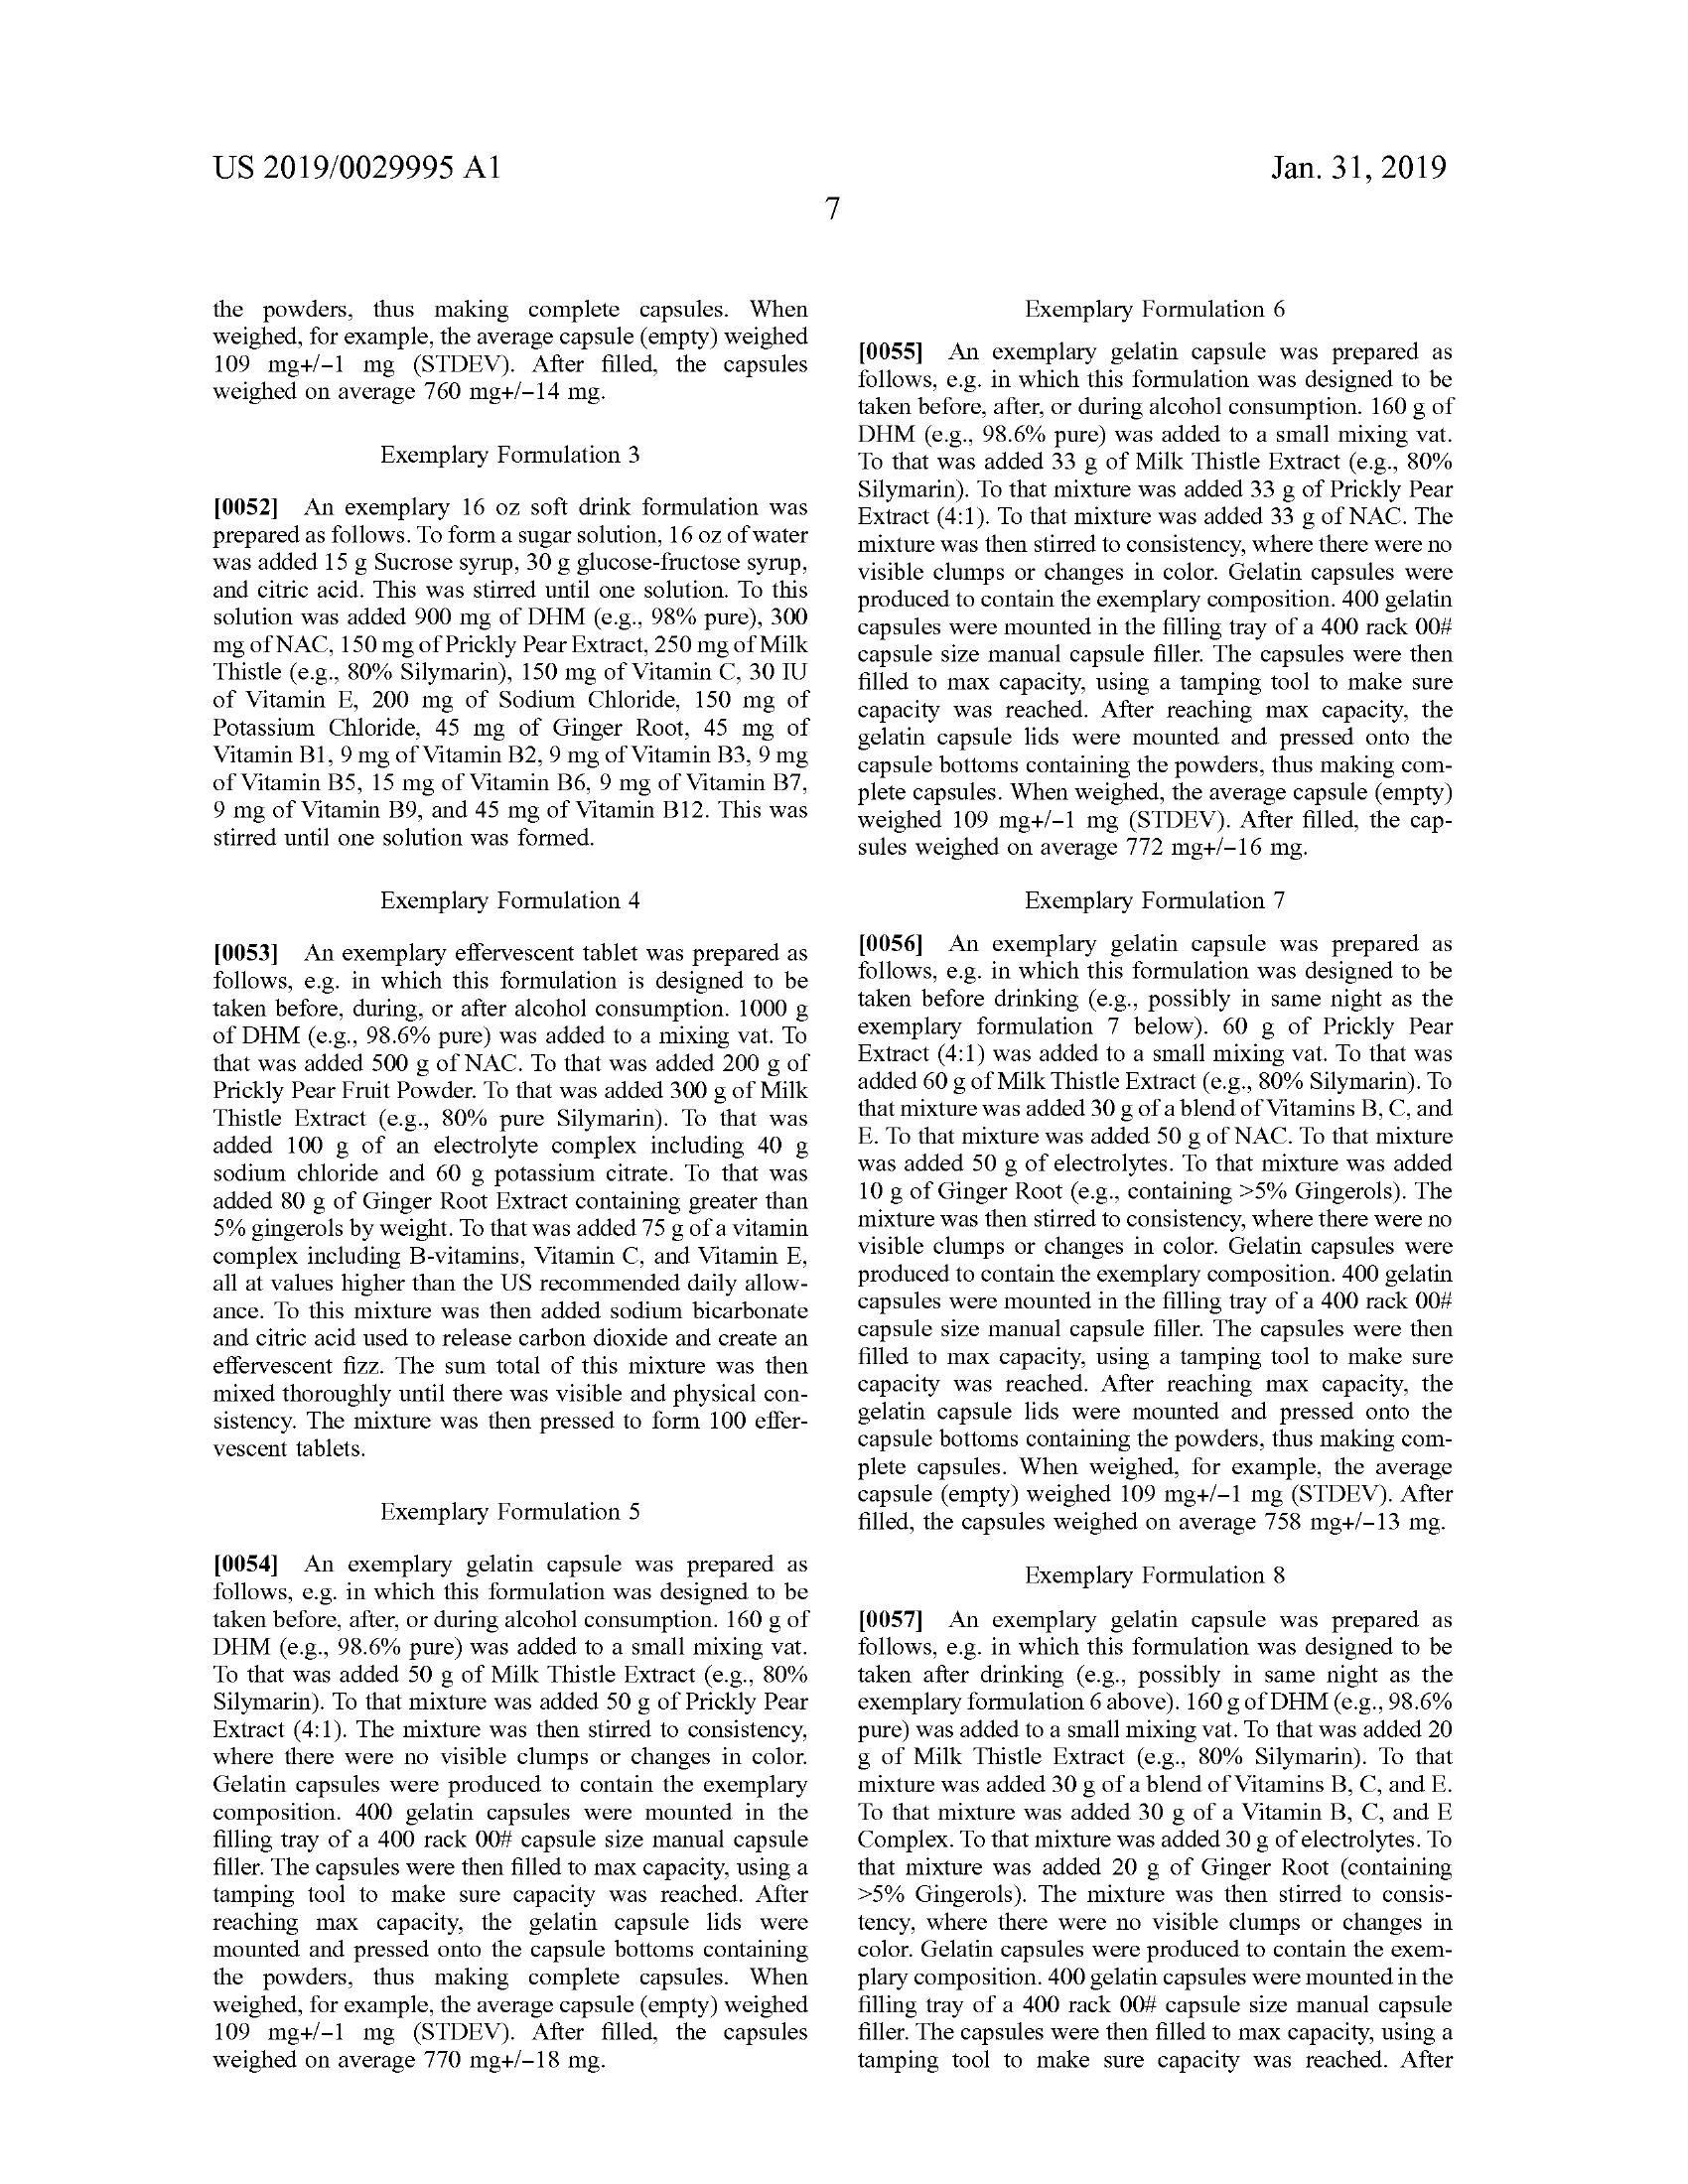 US 2019/0029995 A1
Jan. 31, 2019
7
the powders, thus making complete capsules. When
weighed, for example, the average capsule (empty) weighed
109 mg+/−1 mg (STDEV). After filled, the capsules
weighed on average 760 mg+/−14 mg.
Exemplary Formulation 3
[0052] An exemplary 16 oz soft drink formulation was
prepared as follows. To form a sugar solution, 16 oz of water
was added 15 g Sucrose syrup, 30 g glucose-fructose syrup,
and citric acid. This was stirred until one solution. To this
solution was added 900 mg of DHM (e.g., 98% pure), 300
mg of NAC, 150 mg of Prickly Pear Extract, 250 mg of Milk
Thistle (e.g., 80% Silymarin), 150 mg of Vitamin C, 30 IU
of Vitamin E, 200 mg of Sodium Chloride, 150 mg of
Potassium Chloride, 45 mg of Ginger Root, 45 mg of
Vitamin B1, 9 mg of Vitamin B2, 9 mg of Vitamin B3, 9 mg
of Vitamin B5, 15 mg of Vitamin B6, 9 mg of Vitamin B7,
9 mg of Vitamin B9, and 45 mg of Vitamin B12. This was
stirred until one solution was formed.
Exemplary Formulation 4
[0053] An exemplary effervescent tablet was prepared as
follows, e.g. in which this formulation is designed to be
taken before, during, or after alcohol consumption. 1000 g
of DHM (e.g., 98.6% pure) was added to a mixing vat. To
that was added 500 g of NAC. To that was added 200 g of
Prickly Pear Fruit Powder. To that was added 300 g of Milk
Thistle Extract (e.g., 80% pure Silymarin). To that was
added 100 g of an electrolyte complex including 40 g
sodium chloride and 60 g potassium citrate. To that was
added 80 g of Ginger Root Extract containing greater than
5% gingerols by weight. To that was added 75 g of a vitamin
complex including B-vitamins, Vitamin C, and Vitamin E,
all at values higher than the US recommended daily allow-
ance. To this mixture was then added sodium bicarbonate
and citric acid used to release carbon dioxide and create an
effervescent fizz. The sum total of this mixture was then
mixed thoroughly until there was visible and physical con-
sistency. The mixture was then pressed to form 100 effer-
vescent tablets.
Exemplary Formulation 5
[0054] An exemplary gelatin capsule was prepared as
follows, e.g. in which this formulation was designed to be
taken before, after, or during alcohol consumption. 160 g of
DHM (e.g., 98.6% pure) was added to a small mixing vat.
To that was added 50 g of Milk Thistle Extract (e.g., 80%
Silymarin). To that mixture was added 50 g of Prickly Pear
Extract (4:1). The mixture was then stirred to consistency,
where there were no visible clumps or changes in color.
Gelatin capsules were produced to contain the exemplary
composition. 400 gelatin capsules were mounted in the
filling tray of a 400 rack 00# capsule size manual capsule
filler. The capsules were then filled to max capacity, using a
tamping tool to make sure capacity was reached. After
reaching max capacity, the gelatin capsule lids were
mounted and pressed onto the capsule bottoms containing
the powders, thus making complete capsules. When
weighed, for example, the average capsule (empty) weighed
109 mg+/−1 mg (STDEV). After filled, the capsules
weighed on average 770 mg+/−18 mg.
Exemplary Formulation 6
[0055] An exemplary gelatin capsule was prepared as
follows, e.g. in which this formulation was designed to be
taken before, after, or during alcohol consumption. 160 g of
DHM (e.g., 98.6% pure) was added to a small mixing vat.
To that was added 33 g of Milk Thistle Extract (e.g., 80%
Silymarin). To that mixture was added 33 g of Prickly Pear
Extract (4:1). To that mixture was added 33 g of NAC. The
mixture was then stirred to consistency, where there were no
visible clumps or changes in color. Gelatin capsules were
produced to contain the exemplary composition. 400 gelatin
capsules were mounted in the filling tray of a 400 rack 00#
capsule size manual capsule filler. The capsules were then
filled to max capacity, using a tamping tool to make sure
capacity was reached. After reaching max capacity, the
gelatin capsule lids were mounted and pressed onto the
capsule bottoms containing the powders, thus making com-
plete capsules. When weighed, the average capsule (empty)
weighed 109 mg+/−1 mg (STDEV). After filled, the cap-
sules weighed on average 772 mg+/−16 mg.
Exemplary Formulation 7
[0056] An exemplary gelatin capsule was prepared as
follows, e.g. in which this formulation was designed to be
taken before drinking (e.g., possibly in same night as the
exemplary formulation 7 below). 60 g of Prickly Pear
Extract (4:1) was added to a small mixing vat. To that was
added 60 g of Milk Thistle Extract (e.g., 80% Silymarin). To
that mixture was added 30 g of a blend of Vitamins B, C, and
E. To that mixture was added 50 g of NAC. To that mixture
was added 50 g of electrolytes. To that mixture was added
10 g of Ginger Root (e.g., containing >5% Gingerols). The
mixture was then stirred to consistency, where there were no
visible clumps or changes in color. Gelatin capsules were
produced to contain the exemplary composition. 400 gelatin
capsules were mounted in the filling tray of a 400 rack 00#
capsule size manual capsule filler. The capsules were then
filled to max capacity, using a tamping tool to make sure
capacity was reached. After reaching max capacity, the
gelatin capsule lids were mounted and pressed onto the
capsule bottoms containing the powders, thus making com-
plete capsules. When weighed, for example, the average
capsule (empty) weighed 109 mg+/−1 mg (STDEV). After
filled, the capsules weighed on average 758 mg+/−13 mg.
Exemplary Formulation 8
[0057] An exemplary gelatin capsule was prepared as
follows, e.g. in which this formulation was designed to be
taken after drinking (e.g., possibly in same night as the
exemplary formulation 6 above). 160 g of DHM (e.g., 98.6%
pure) was added to a small mixing vat. To that was added 20
g of Milk Thistle Extract (e.g., 80% Silymarin). To that
mixture was added 30 g of a blend of Vitamins B, C, and E.
To that mixture was added 30 g of a Vitamin B, C, and E
Complex. To that mixture was added 30 g of electrolytes. To
that mixture was added 20 g of Ginger Root (containing
>5% Gingerols). The mixture was then stirred to consis-
tency, where there were no visible clumps or changes in
color. Gelatin capsules were produced to contain the exem-
plary composition. 400 gelatin capsules were mounted in the
filling tray of a 400 rack 00# capsule size manual capsule
filler. The capsules were then filled to max capacity, using a
tamping tool to make sure capacity was reached. After